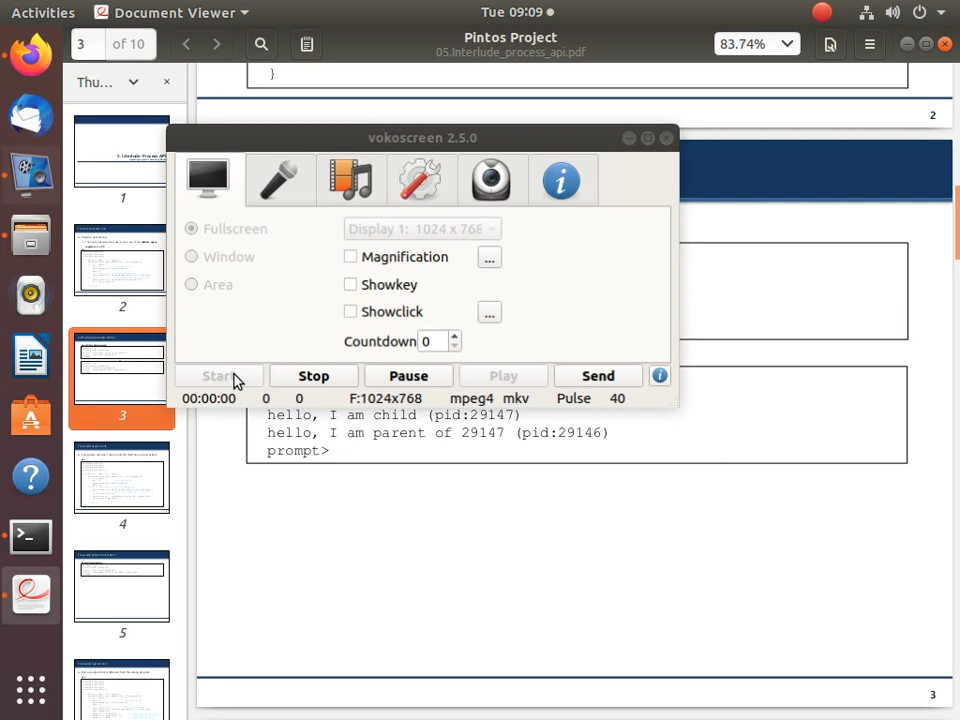 Activities
Document Viewer
Tue 09:09
3
of 10
Pintos Project
05.Interlude_process_api.pdf
83.74%
Thu...
}
2
vokoscreen 2.5.0
Fullscreen
Display 1: 1024 x 768
Window
Magnification
...
Area
Showkey
Showclick
...
Countdown
0
Start
Stop
Pause
Play
Send
00:00:00
0
0
F:1024x768
mpeg4
mkv
Pulse
40
hello, I am child (pid:29147)
hello, I am parent of 29147 (pid:29146)
prompt>
1
2
3
4
5
3